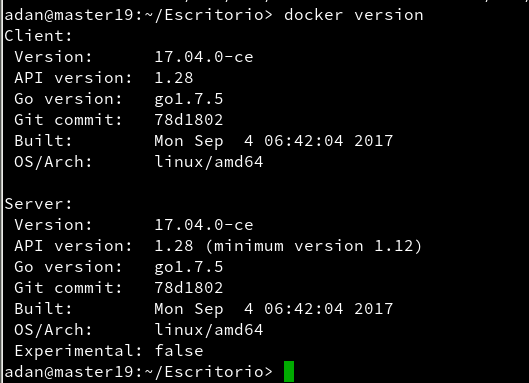 adan@master19:~/Escritorio> docker version
Client:
 Version:      17.04.0-ce
 API version:  1.28
 Go version:   go1.7.5
 Git commit:   78d1802
 Built:        Mon Sep  4 06:42:04 2017
 OS/Arch:      linux/amd64

Server:
 Version:      17.04.0-ce
 API version:  1.28 (minimum version 1.12)
 Go version:   go1.7.5
 Git commit:   78d1802
 Built:        Mon Sep  4 06:42:04 2017
 OS/Arch:      linux/amd64
 Experimental: false
adan@master19:~/Escritorio>